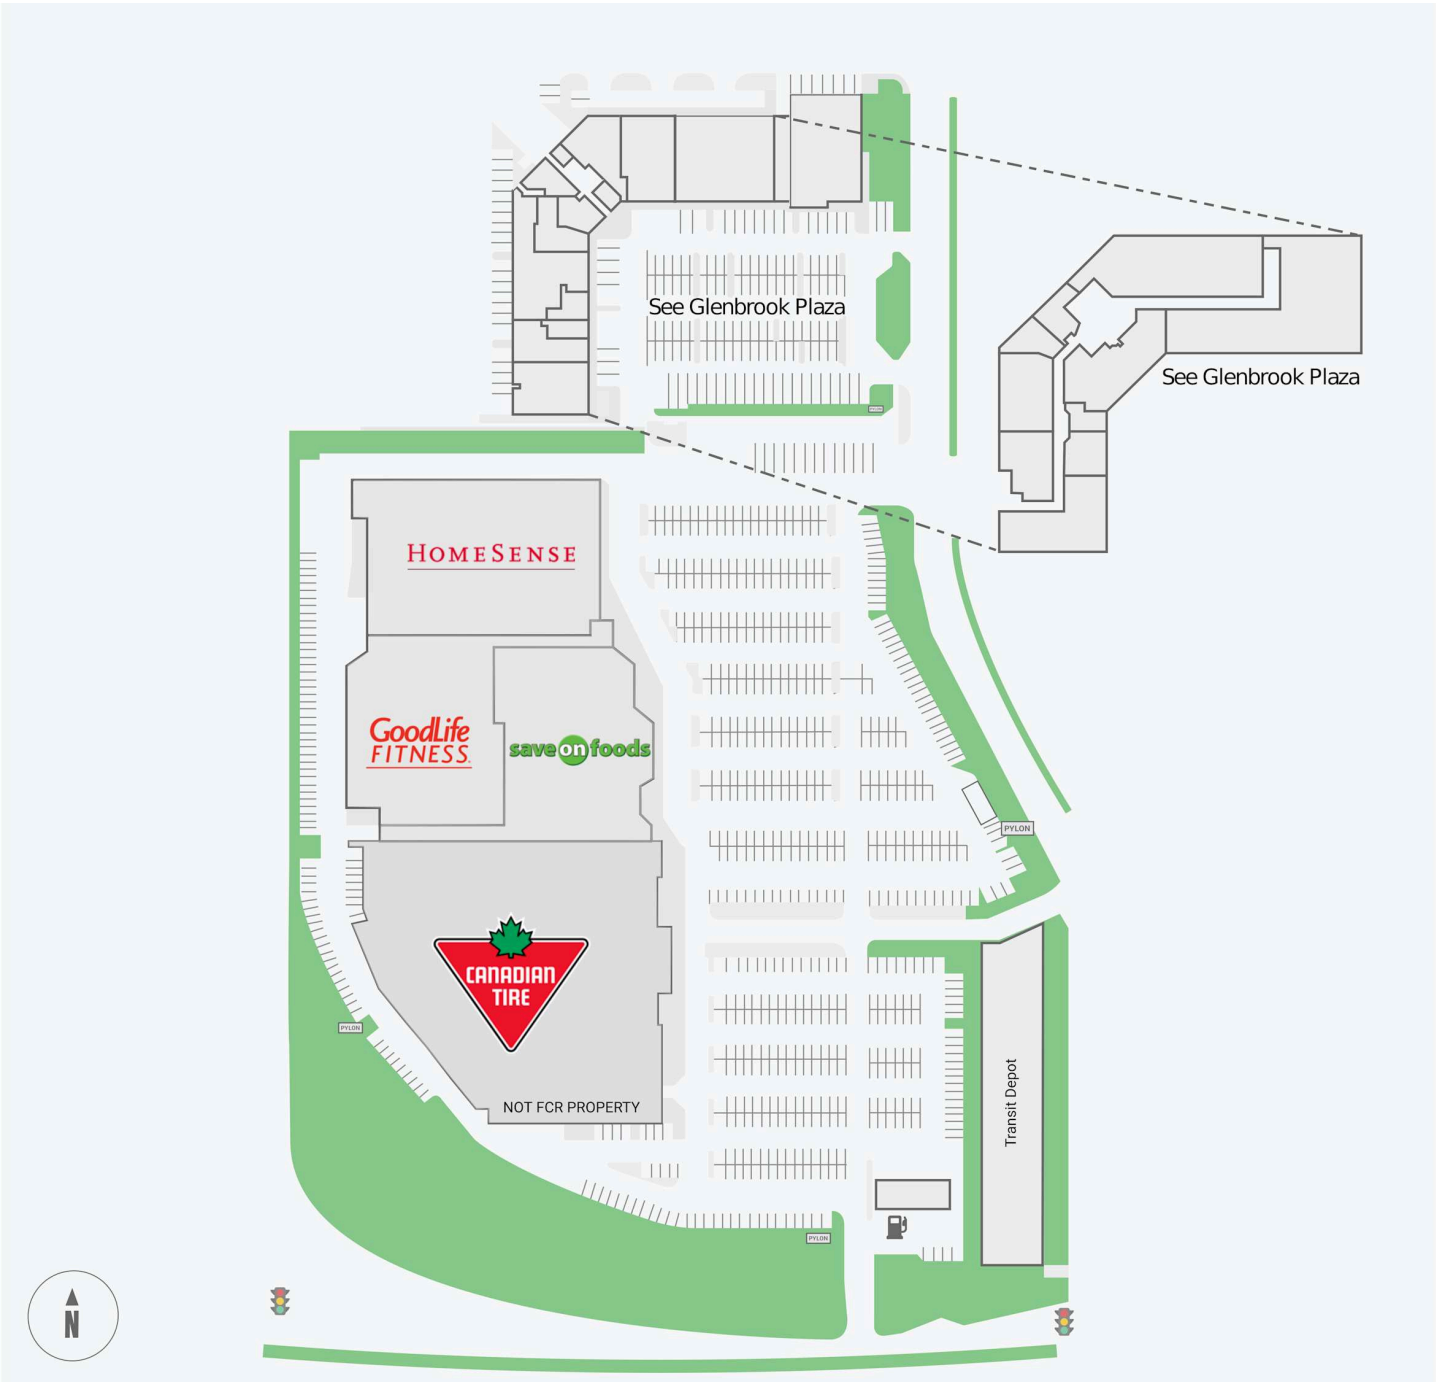 See Glenbrook Plaza
See Glenbrook Plaza
PYLON
HOMESENSE
GoodLife
FITNESS
save on foods
PYLON
CANADIAN
TIRE
PYLON
NOT FCR PROPERTY
Transit Depot
PYLON
N